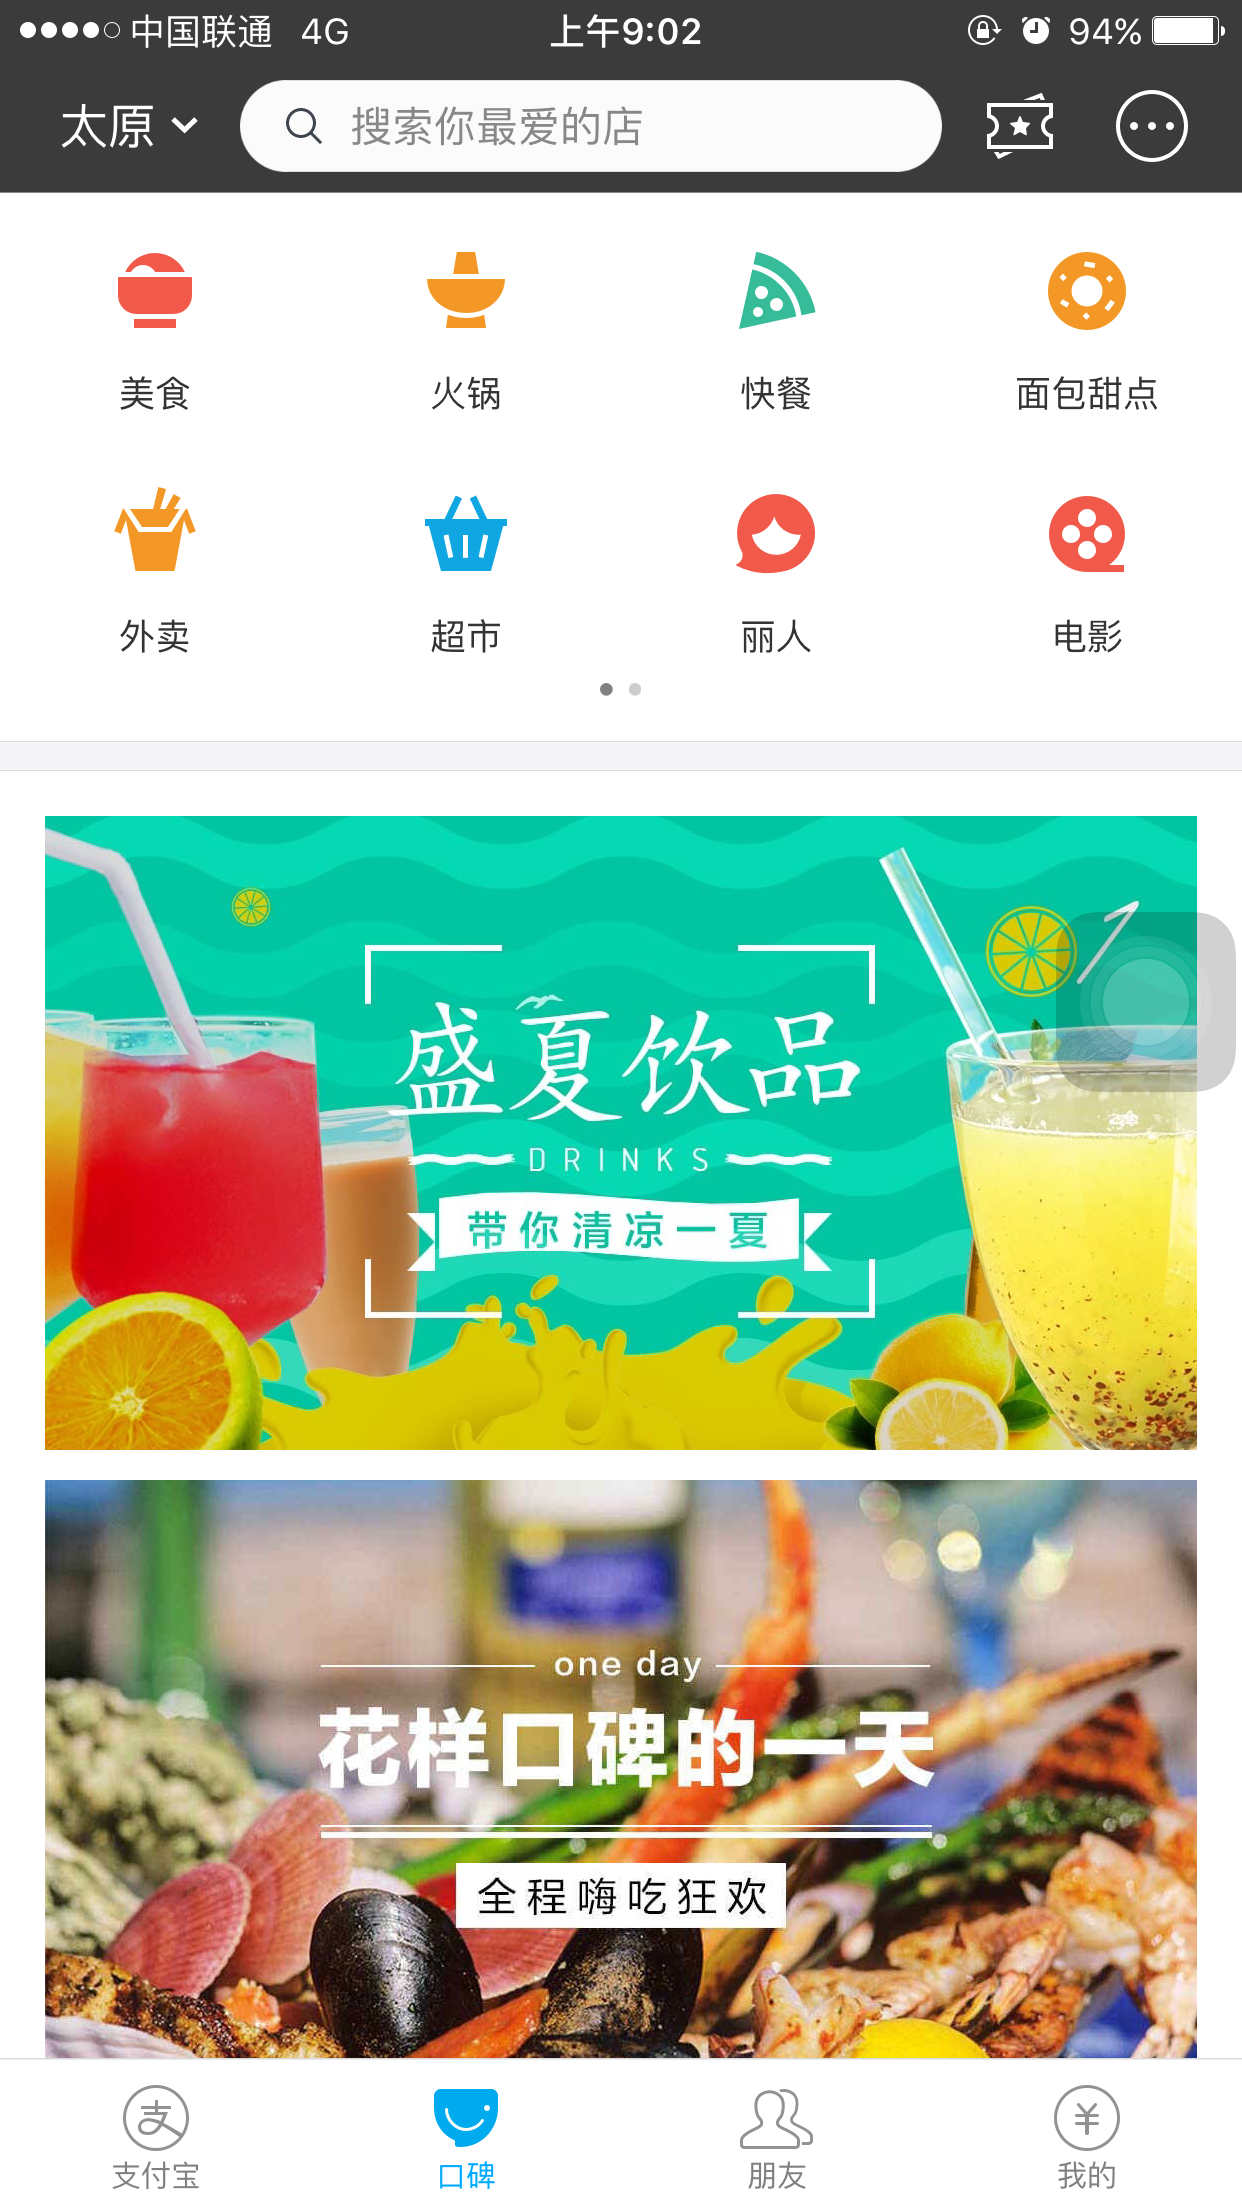 中国联通 4G 上午9:02 94%
太原 搜索你最爱的店
美食 火锅 快餐 面包甜点
外卖 超市 丽人 电影
盛夏饮品
DRINKS
带你清凉一夏
one day
花样口碑的一天
全程嗨吃狂欢
支付宝 口碑 朋友 我的